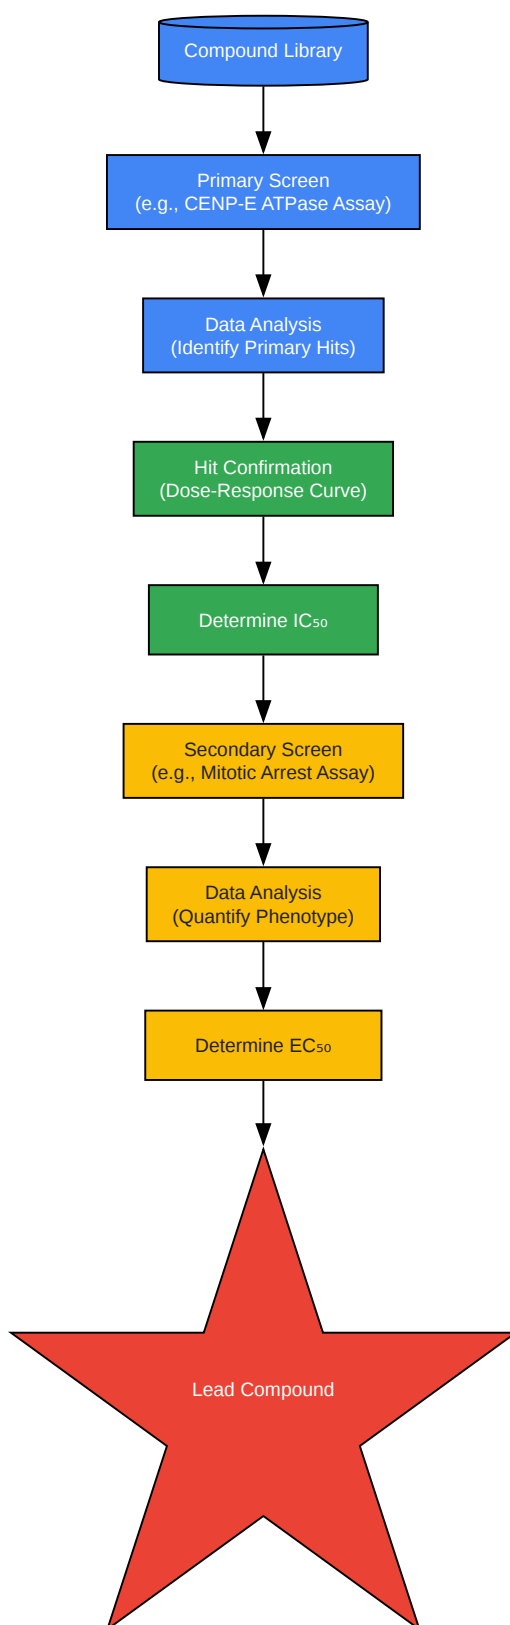 Compound Library
Primary Screen
(e.g., CENP-E ATPase Assay)
Data Analysis
(Identify Primary Hits)
Hit Confirmation
(Dose-Response Curve)
Determine IC₅₀
Secondary Screen
(e.g., Mitotic Arrest Assay)
Data Analysis
(Quantify Phenotype)
Determine EC₅₀
Lead Compound